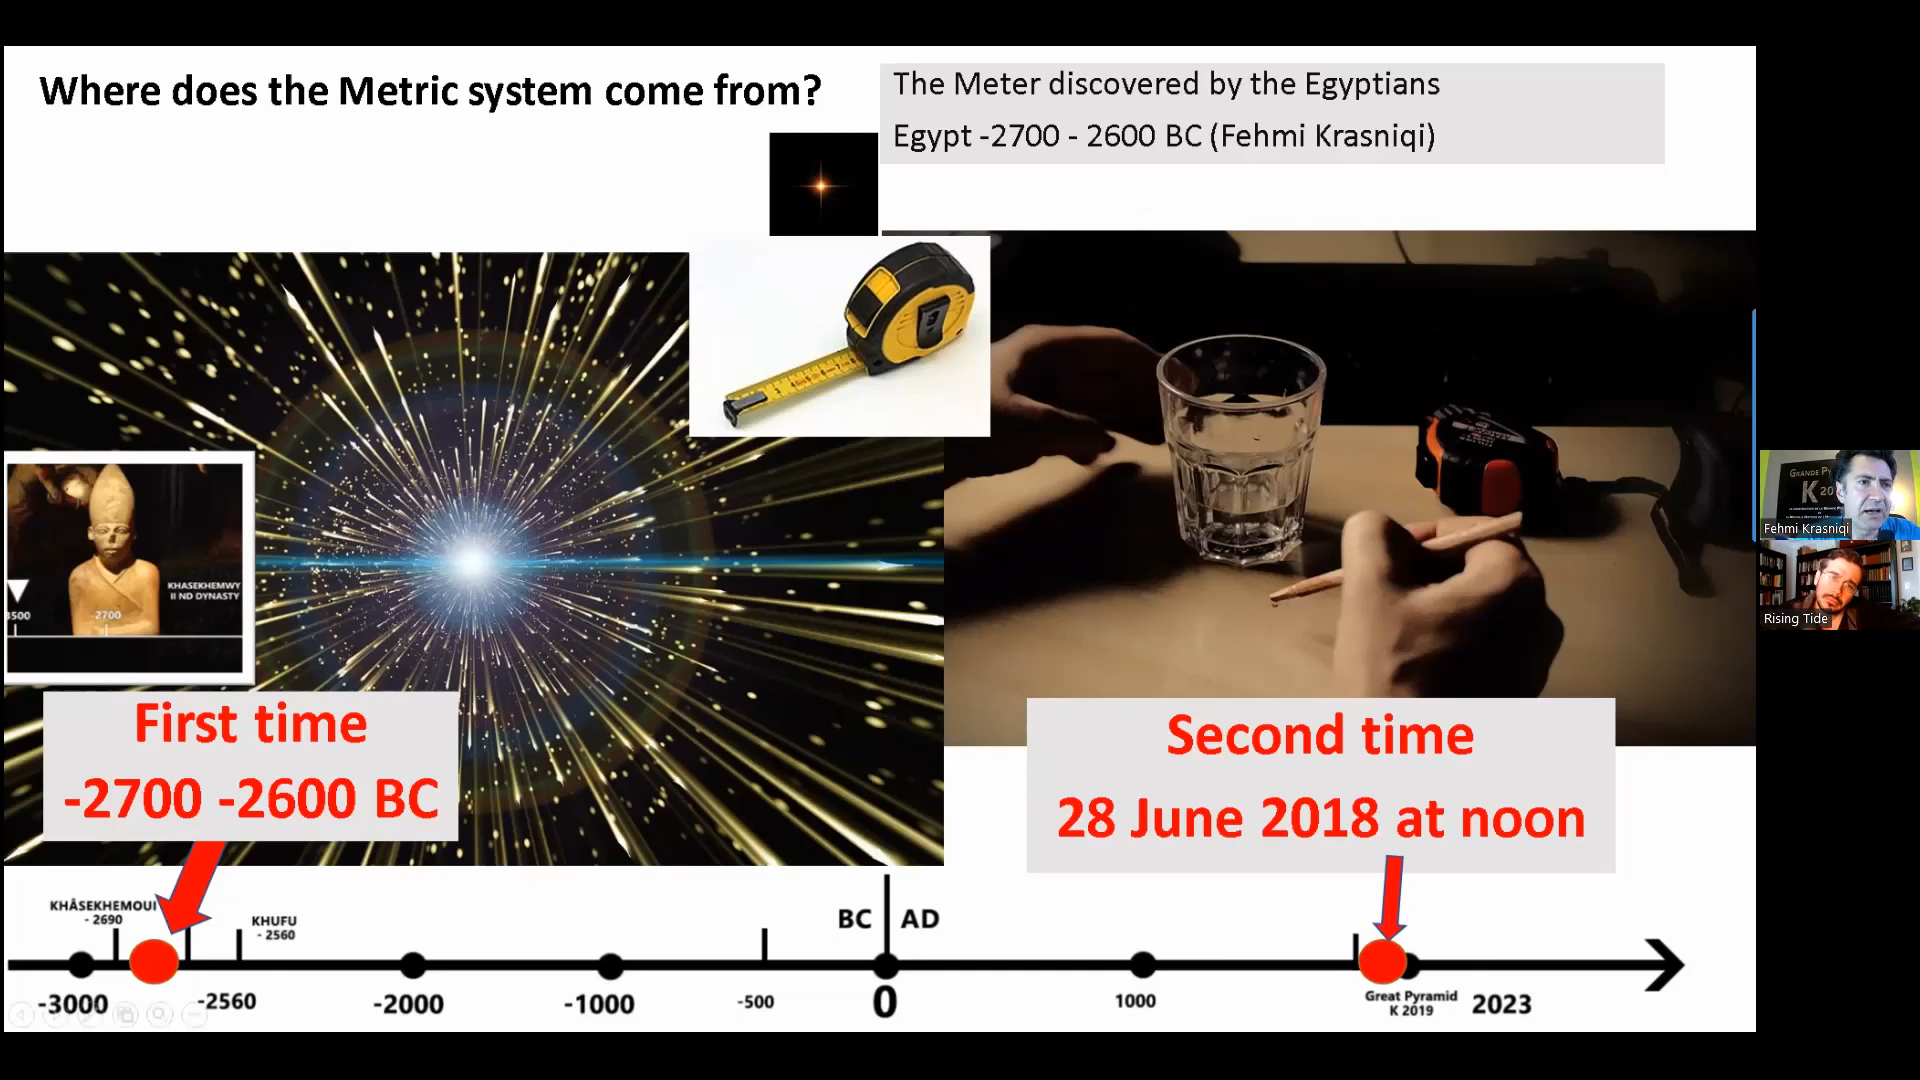 Where does the Metric system come from?
The Meter discovered by the Egyptians
Egypt -2700 - 2600 BC (Fehmi Krasniqi)
KHASEKHEMWY
II ND DYNASTY
-2700
First time
-2700 -2600 BC
Second time
28 June 2018 at noon
KHÂSEKHEMOUI
- 2690
KHUFU
- 2560
BC
AD
-3000
-2560
-2000
-1000
-500
0
1000
Great Pyramid
K 2019
2023
Fehmi Krasniqi
Rising Tide